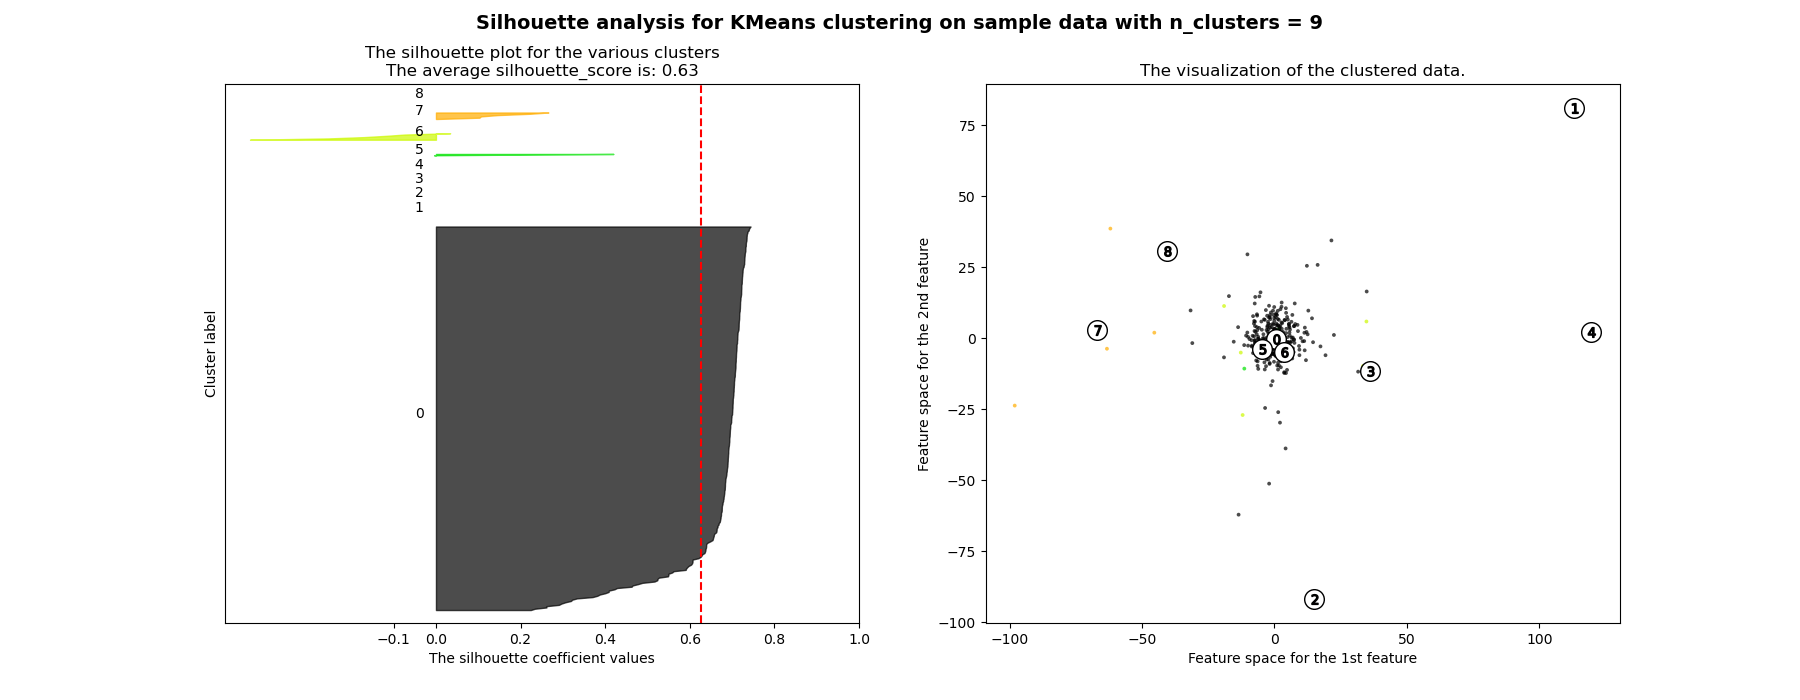 Silhouette analysis for KMeans clustering on sample data with n_clusters = 9
The silhouette plot for the various clusters
The average silhouette_score is: 0.63
8
7
6
5
4
3
2
1
0
Cluster label
−0.1 0.0 0.2 0.4 0.6 0.8 1.0
The silhouette coefficient values
The visualization of the clustered data.
75
50
25
0
−25
−50
−75
−100
Feature space for the 2nd feature
1
8
7
0
5
6
4
3
2
−100 −50 0 50 100
Feature space for the 1st feature